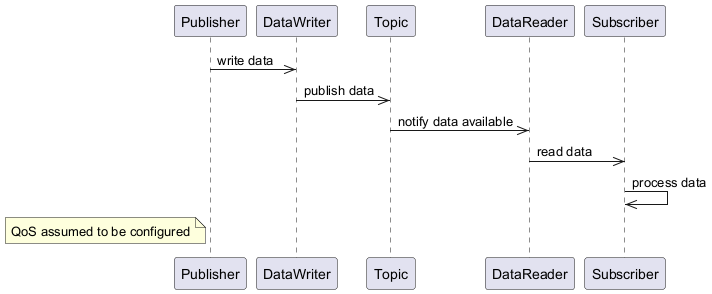 Publisher DataWriter Topic DataReader Subscriber
write data
publish data
notify data available
read data
process data
QoS assumed to be configured
Publisher DataWriter Topic DataReader Subscriber